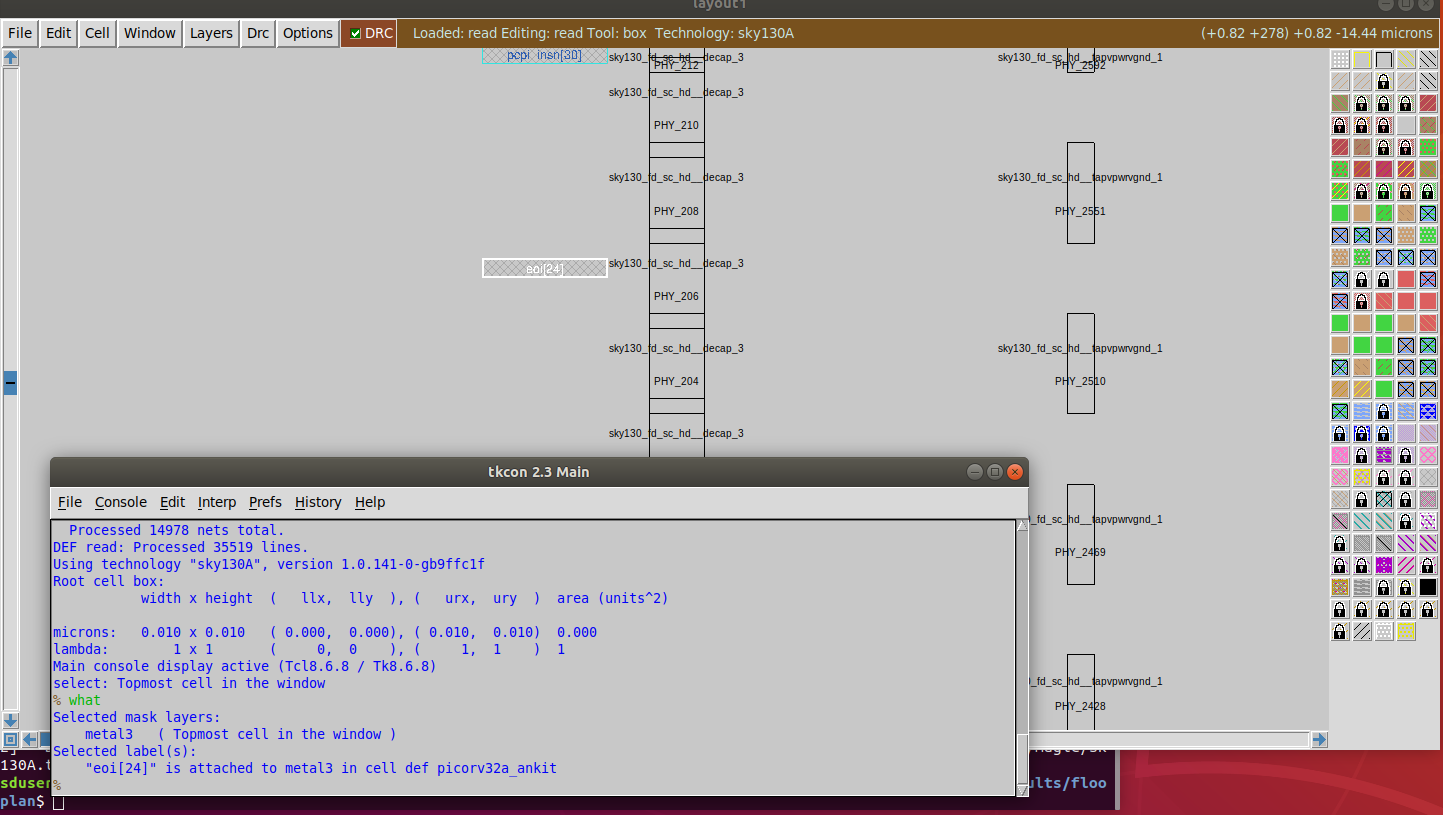 layout1
File Edit Cell Window Layers Drc Options DRC Loaded: read Editing: read Tool: box Technology: sky130A (+0.82 +278) +0.82 -14.44 microns
pcpi_insn[30]
sky130_fd_sc_hd__decap_3
PHY_212
sky130_fd_sc_hd__decap_3
PHY_210
sky130_fd_sc_hd__decap_3
PHY_208
eoi[24]
sky130_fd_sc_hd__decap_3
PHY_206
sky130_fd_sc_hd__decap_3
PHY_204
sky130_fd_sc_hd__decap_3
sky130_fd_sc_hd__tapvpwrvgnd_1
PHY_2592
sky130_fd_sc_hd__tapvpwrvgnd_1
PHY_2551
sky130_fd_sc_hd__tapvpwrvgnd_1
PHY_2510
_fd_sc_hd__tapvpwrvgnd_1
PHY_2469
0_fd_sc_hd__tapvpwrvgnd_1
PHY_2428
tkcon 2.3 Main
File Console Edit Interp Prefs History Help
Processed 14978 nets total.
DEF read: Processed 35519 lines.
Using technology "sky130A", version 1.0.141-0-gb9ffc1f
Root cell box:
width x height ( llx, lly ), ( urx, ury ) area (units^2)
microns: 0.010 x 0.010 ( 0.000, 0.000), ( 0.010, 0.010) 0.000
lambda: 1 x 1 ( 0, 0 ), ( 1, 1 ) 1
Main console display active (Tcl8.6.8 / Tk8.6.8)
select: Topmost cell in the window
% what
Selected mask layers:
metal3 ( Topmost cell in the window )
Selected label(s):
"eoi[24]" is attached to metal3 in cell def picorv32a_ankit
%
130A.t
sduser
ults/floo
plan$